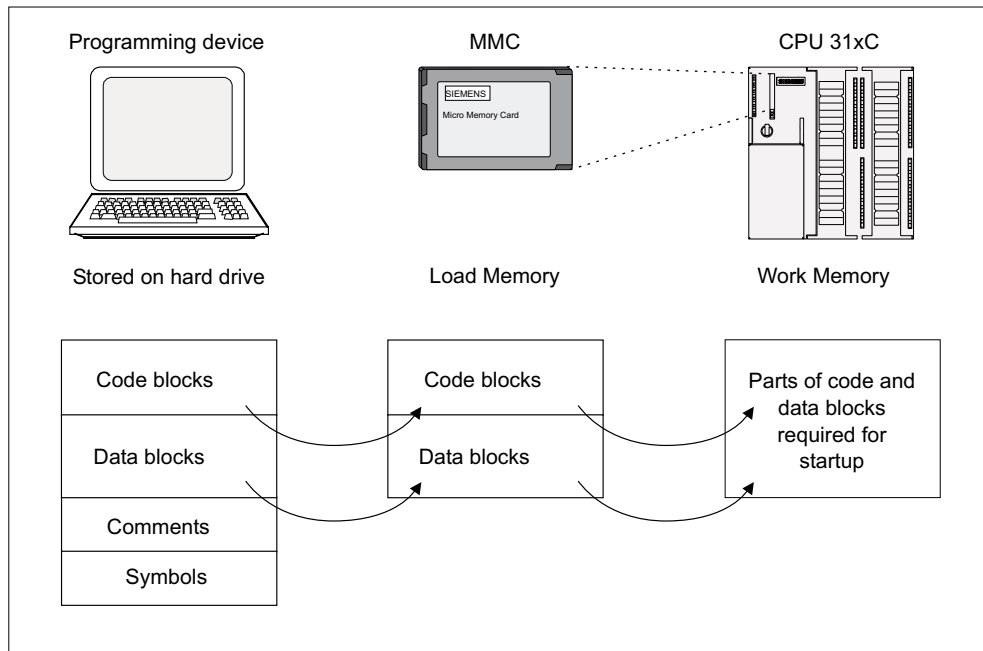 Programming device
MMC
CPU 31xC
SIEMENS
Micro Memory Card
SIEMENS
Stored on hard drive
Load Memory
Work Memory
Code blocks
Data blocks
Comments
Symbols
Code blocks
Data blocks
Parts of code and
data blocks
required for
startup